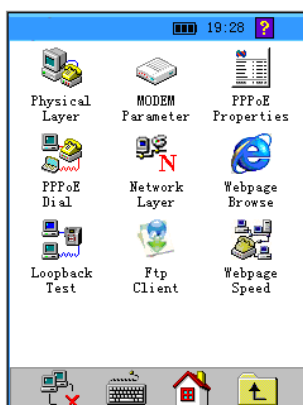 19:28 ?
Physical MODEM PPPoE
Layer Parameter Properties
PPPoE Network Webpage
Dial Layer Browse
Loopback Ftp Webpage
Test Client Speed